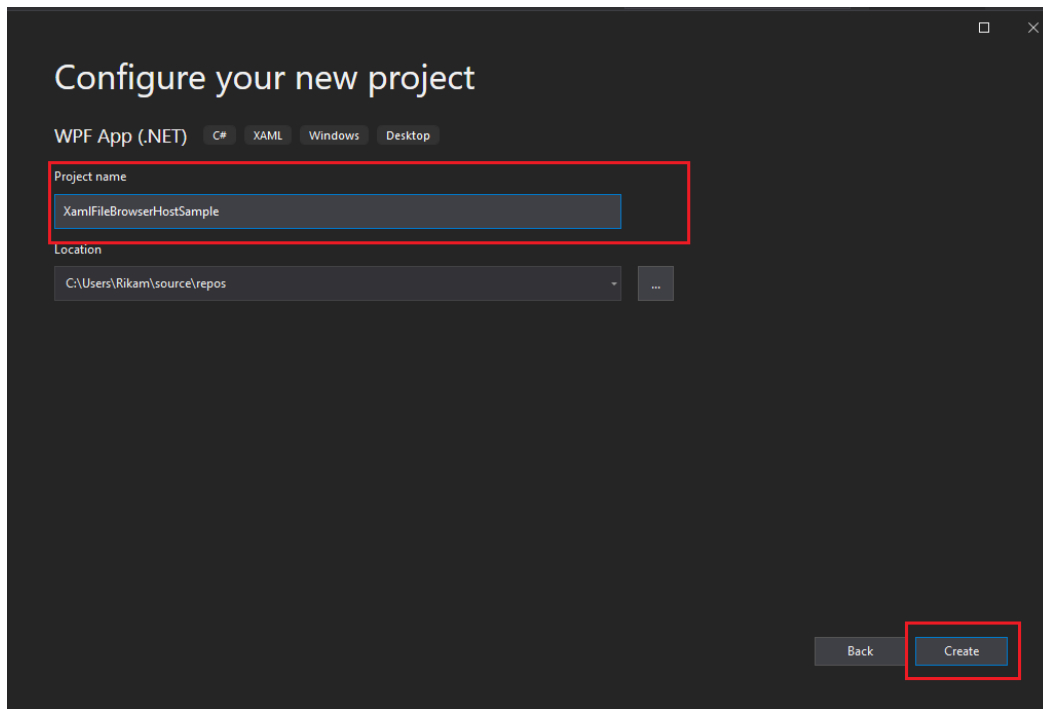 Configure your new project
WPF App (.NET) C# XAML Windows Desktop
Project name
XamlFileBrowserHostSample
Location
C:\Users\Rikam\source\repos
...
Back Create